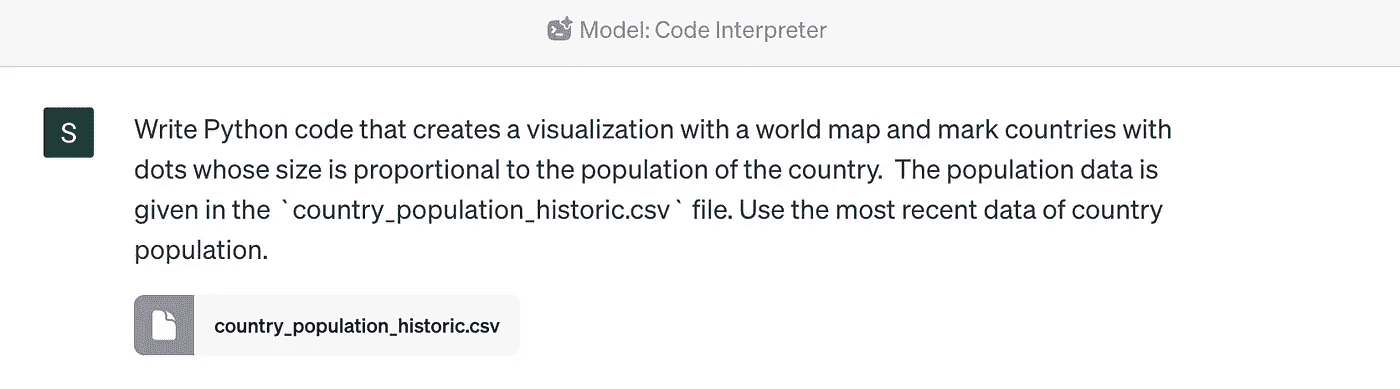 Model: Code Interpreter
S
Write Python code that creates a visualization with a world map and mark countries with
dots whose size is proportional to the population of the country.  The population data is
given in the `country_population_historic.csv` file. Use the most recent data of country
population.
country_population_historic.csv